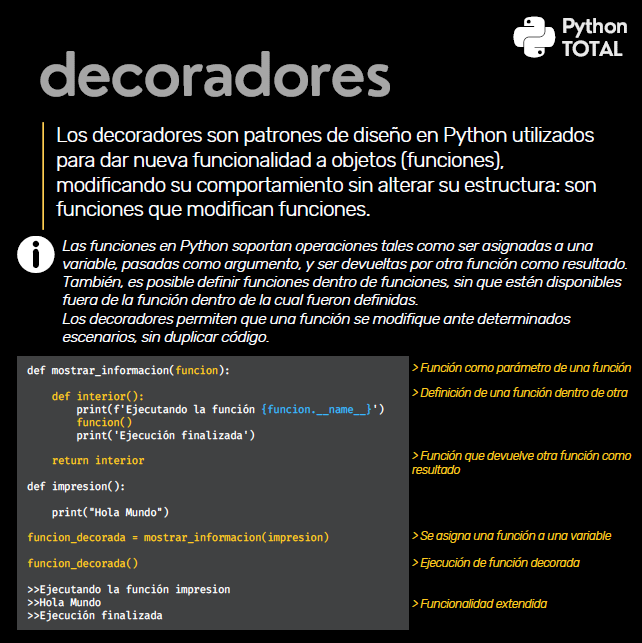 Python
TOTAL
decoradores
Los decoradores son patrones de diseño en Python utilizados
para dar nueva funcionalidad a objetos (funciones),
modificando su comportamiento sin alterar su estructura: son
funciones que modifican funciones.
i
Las funciones en Python soportan operaciones tales como ser asignadas a una
variable, pasadas como argumento, y ser devueltas por otra función como resultado.
También, es posible definir funciones dentro de funciones, sin que estén disponibles
fuera de la función dentro de la cual fueron definidas.
Los decoradores permiten que una función se modifique ante determinados
escenarios, sin duplicar código.
def mostrar_informacion(funcion):
> Función como parámetro de una función
def interior():
> Definición de una función dentro de otra
print(f'Ejecutando la función {funcion.__name__}')
funcion()
print('Ejecución finalizada')
return interior
> Función que devuelve otra función como
resultado
def impresion():
print("Hola Mundo")
funcion_decorada = mostrar_informacion(impresion)
> Se asigna una función a una variable
funcion_decorada()
> Ejecución de función decorada
>>Ejecutando la función impresion
>>Hola Mundo
>>Ejecución finalizada
> Funcionalidad extendida